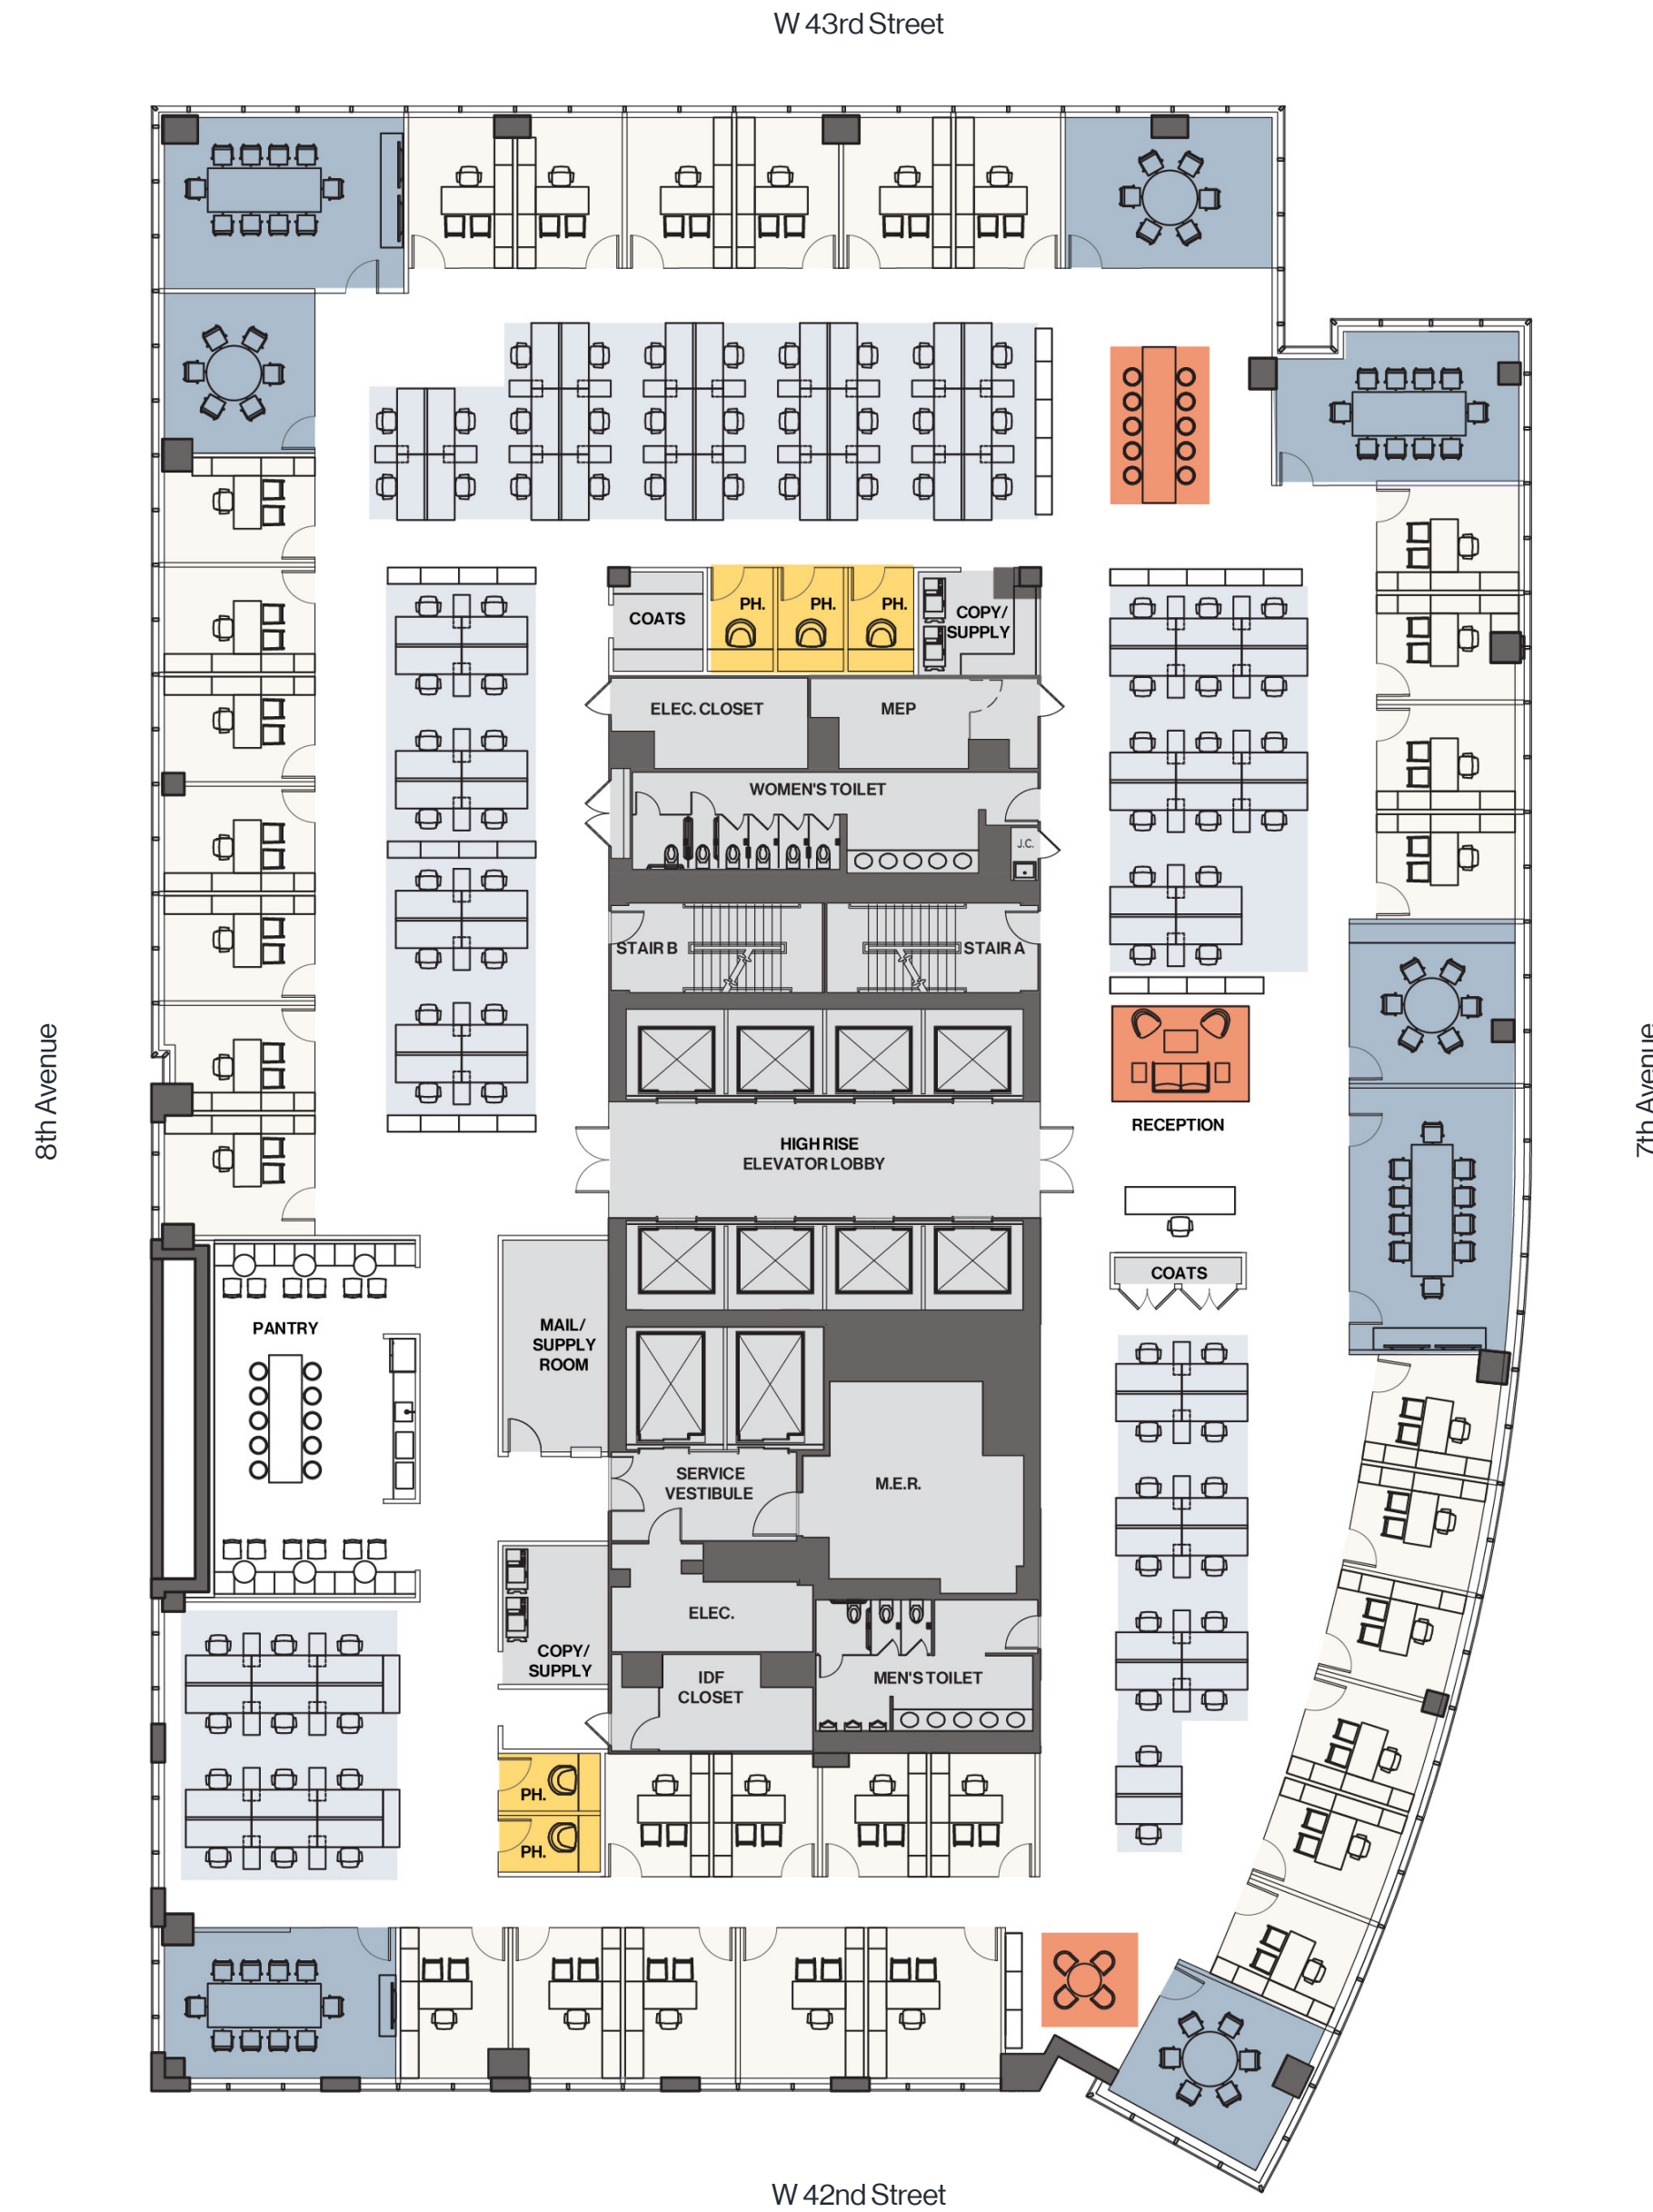 W 43rd Street
COATS
PH.
PH.
PH.
COPY/
SUPPLY
ELEC. CLOSET
MEP
WOMEN'S TOILET
J.C.
STAIR B
STAIR A
8th Avenue
7th Avenue
HIGH RISE
ELEVATOR LOBBY
RECEPTION
COATS
PANTRY
MAIL/
SUPPLY
ROOM
SERVICE
VESTIBULE
M.E.R.
ELEC.
COPY/
SUPPLY
IDF
CLOSET
MEN'S TOILET
PH.
PH.
W 42nd Street